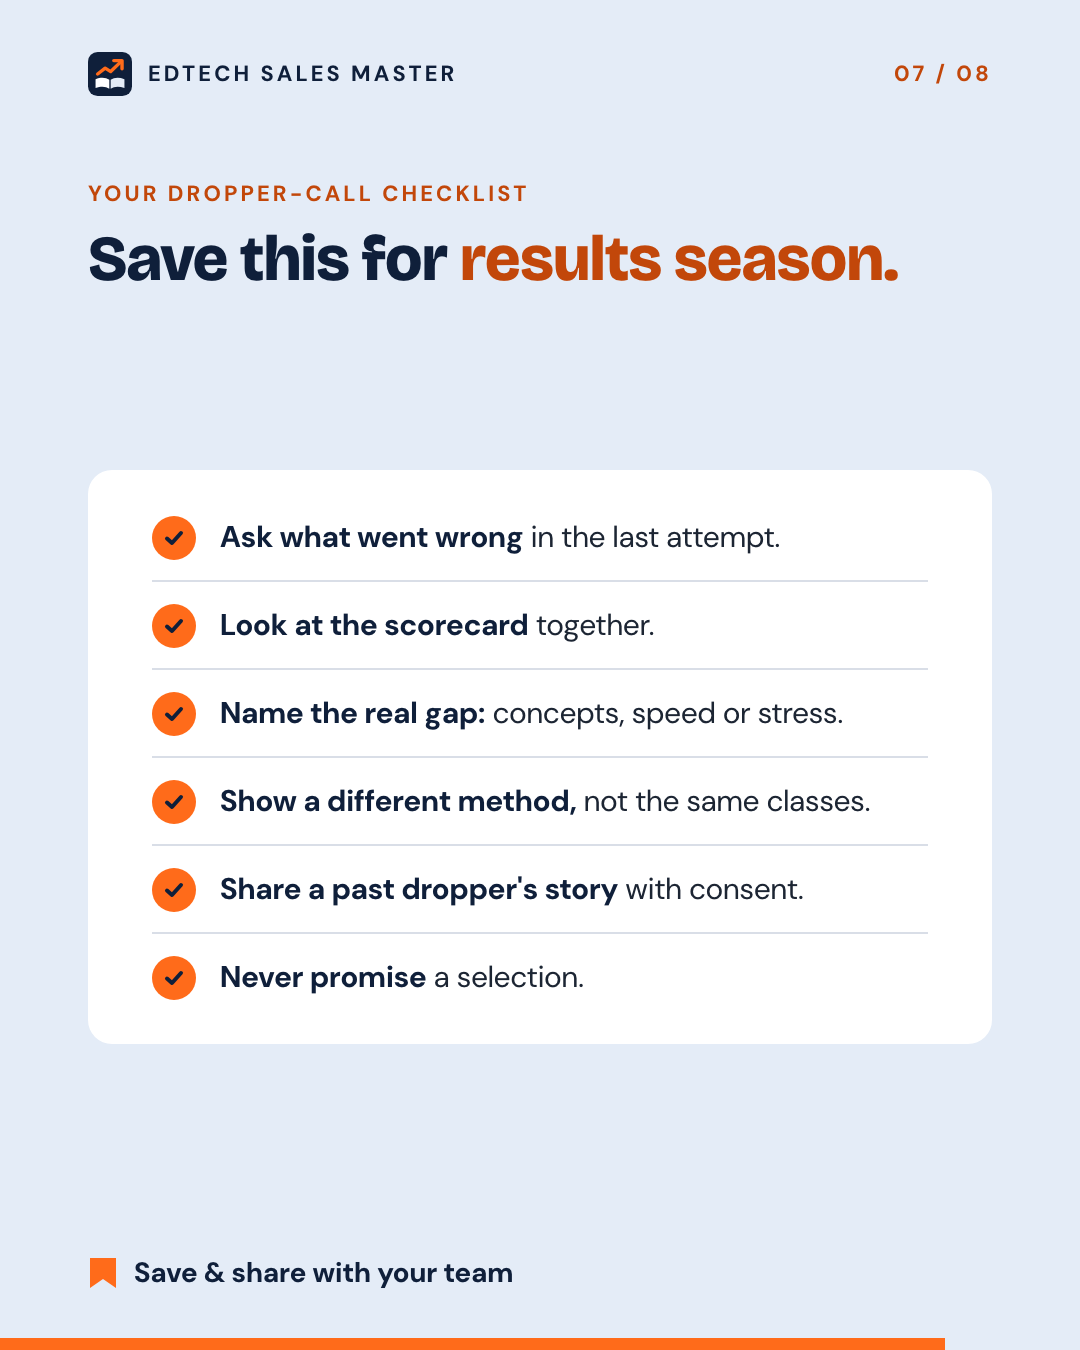 EDTECH SALES MASTER
07 / 08
YOUR DROPPER-CALL CHECKLIST
Save this for results season.
Ask what went wrong in the last attempt.
Look at the scorecard together.
Name the real gap: concepts, speed or stress.
Show a different method, not the same classes.
Share a past dropper's story with consent.
Never promise a selection.
Save & share with your team